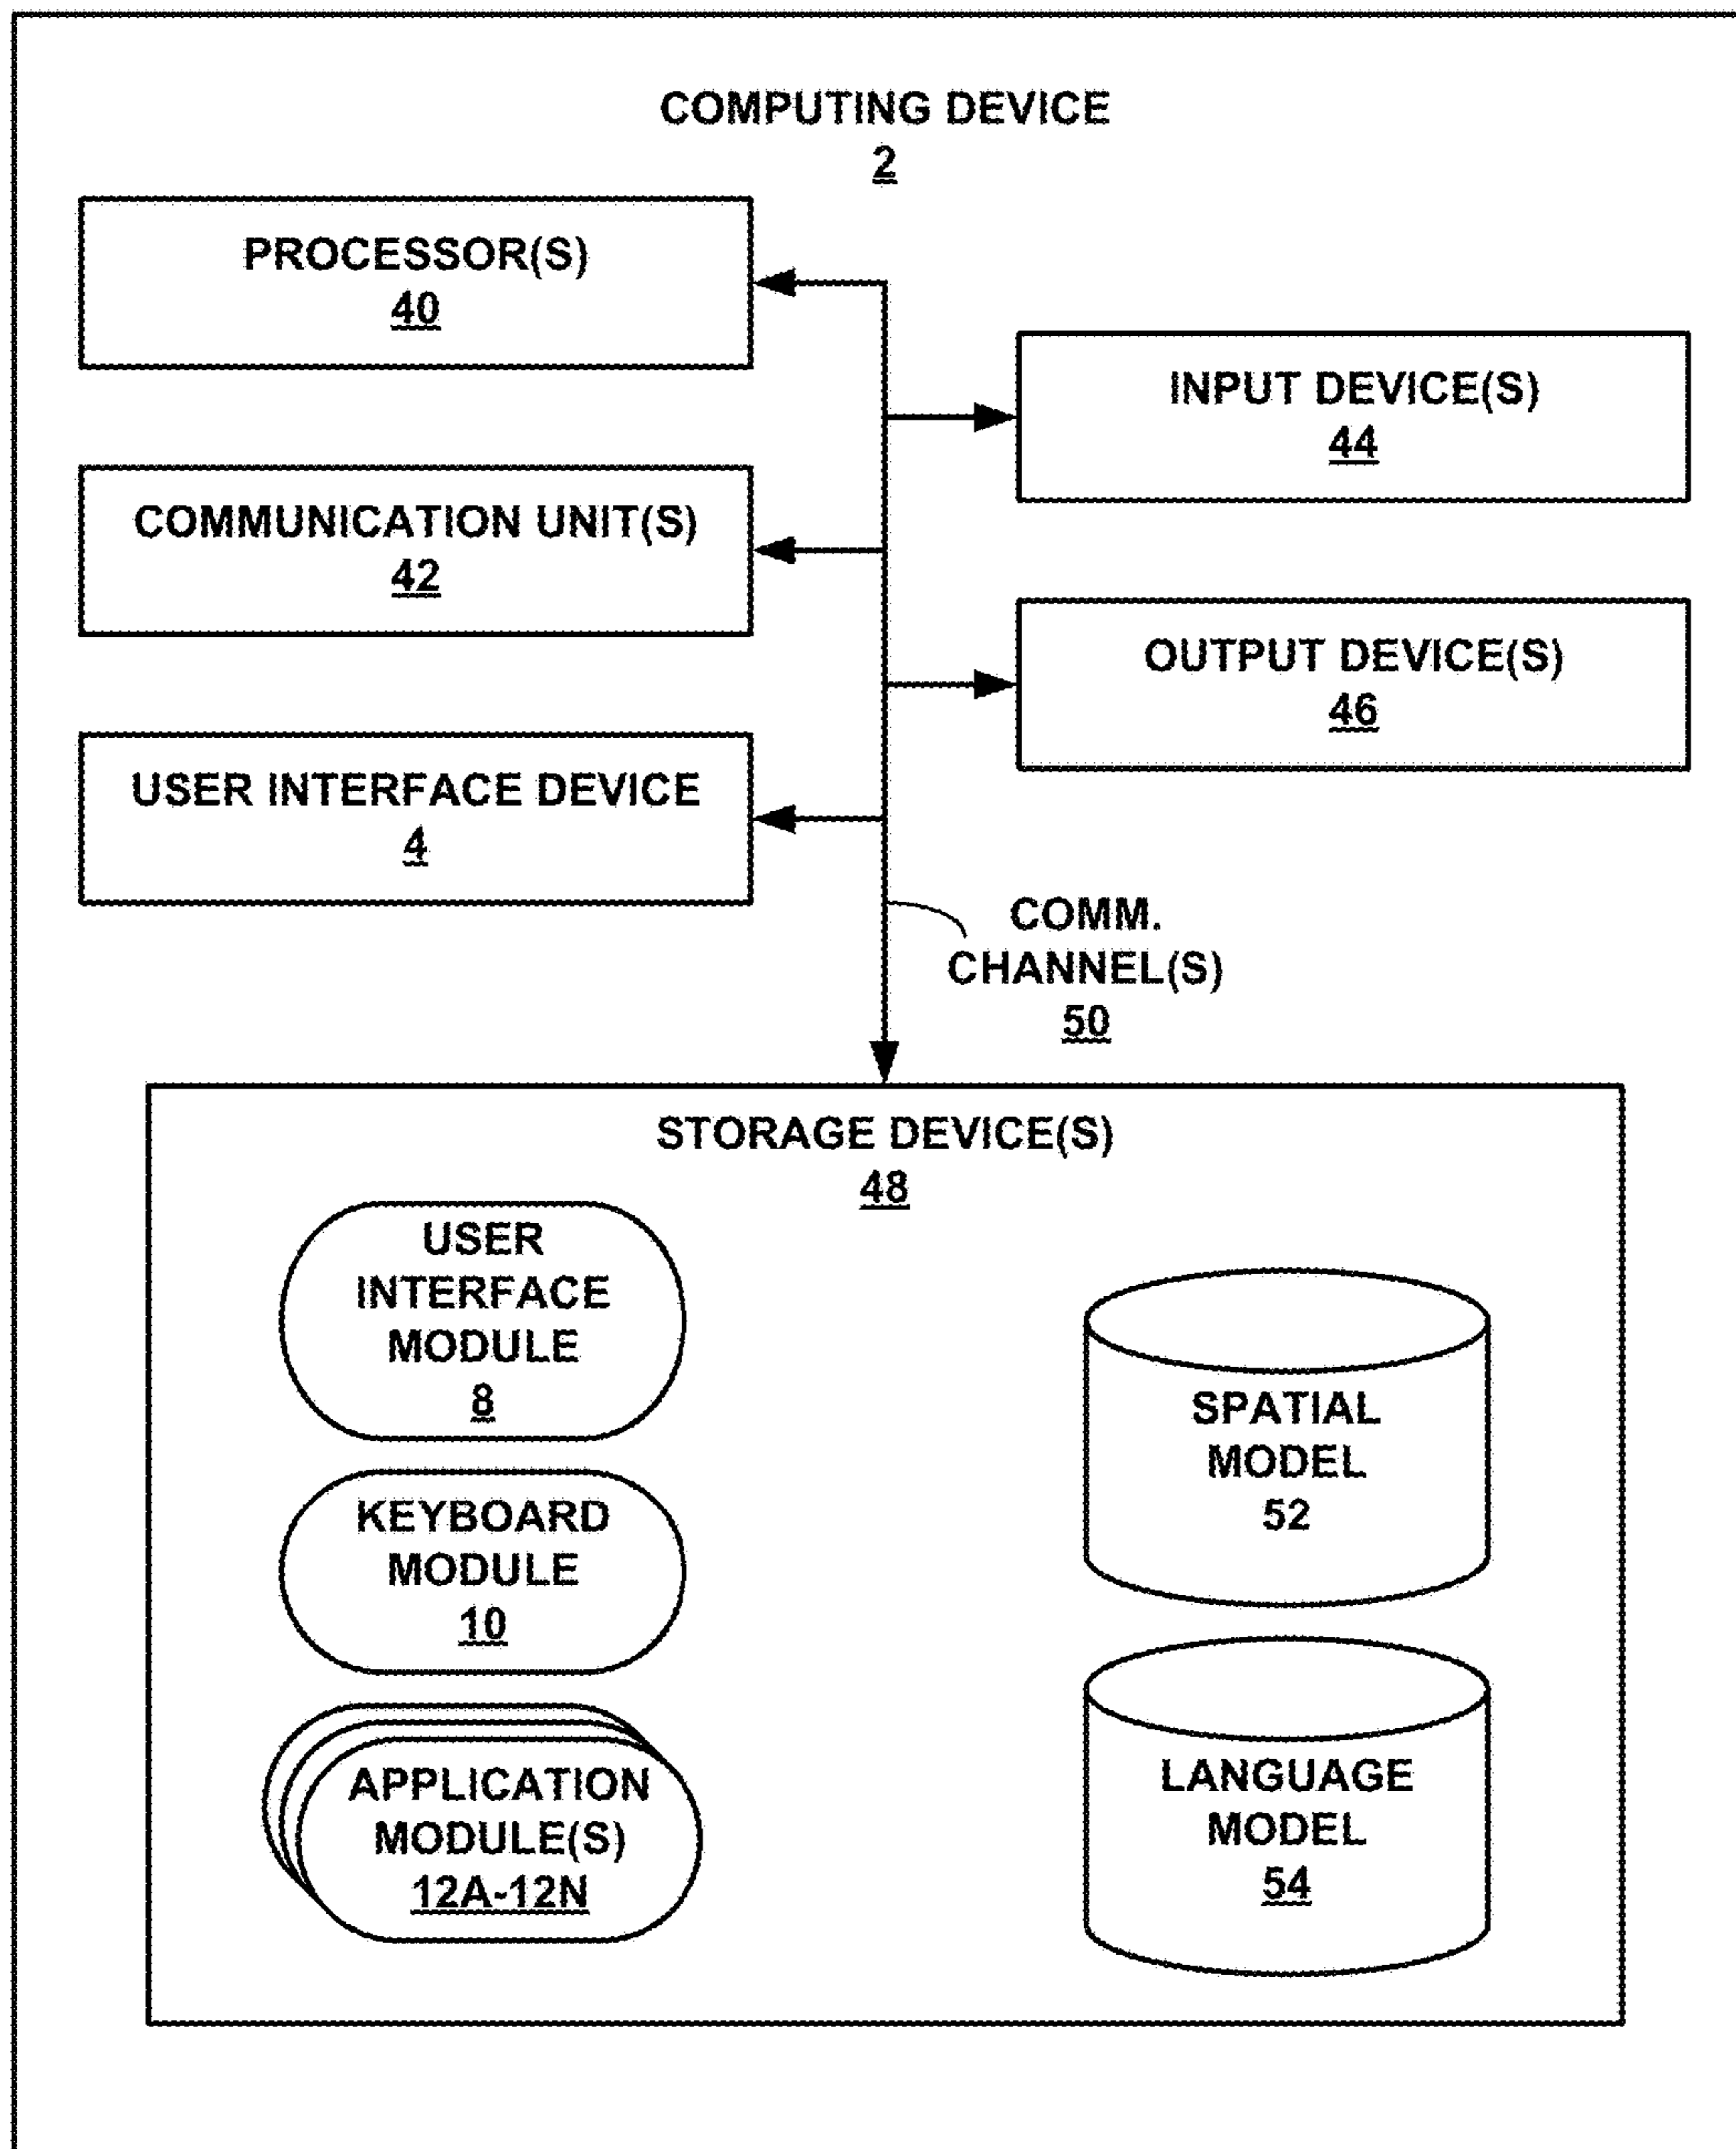 COMPUTING DEVICE
2
PROCESSOR(S)
40
INPUT DEVICE(S)
44
COMMUNICATION UNIT(S)
42
OUTPUT DEVICE(S)
46
USER INTERFACE DEVICE
4
COMM.
CHANNEL(S)
50
STORAGE DEVICE(S)
48
USER
INTERFACE
MODULE
8
KEYBOARD
MODULE
10
APPLICATION
MODULE(S)
12A-12N
SPATIAL
MODEL
52
LANGUAGE
MODEL
54